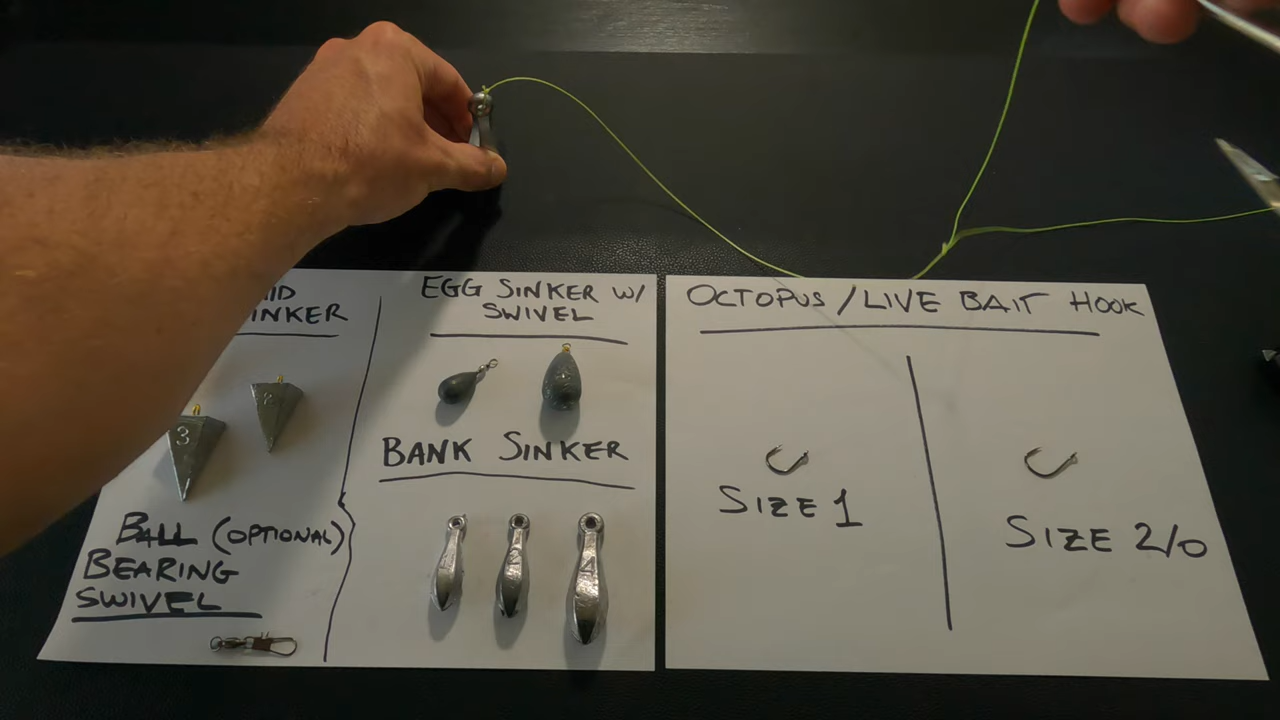 INKER
EGG SINKER W/
SWIVEL
3
2
BANK SINKER
BALL (OPTIONAL)
BEARING
SWIVEL
OCTOPUS / LIVE BAIT HOOK
SIZE 1
SIZE 2/0